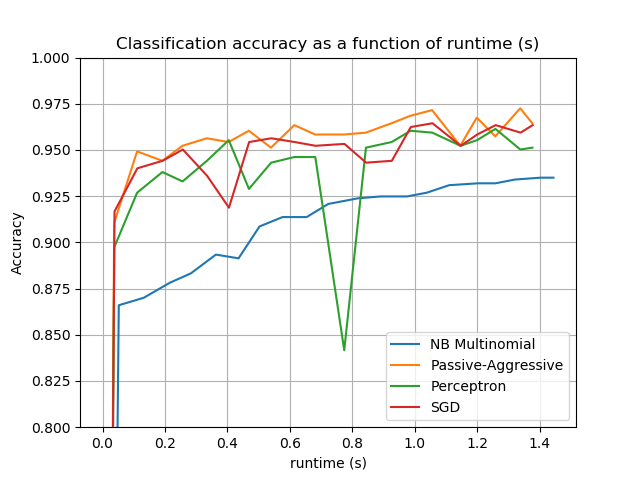 Classification accuracy as a function of runtime (s)
1.000
0.975
0.950
0.925
0.900
0.875
0.850
0.825
0.800
Accuracy
NB Multinomial
Passive-Aggressive
Perceptron
SGD
0.0 0.2 0.4 0.6 0.8 1.0 1.2 1.4
runtime (s)